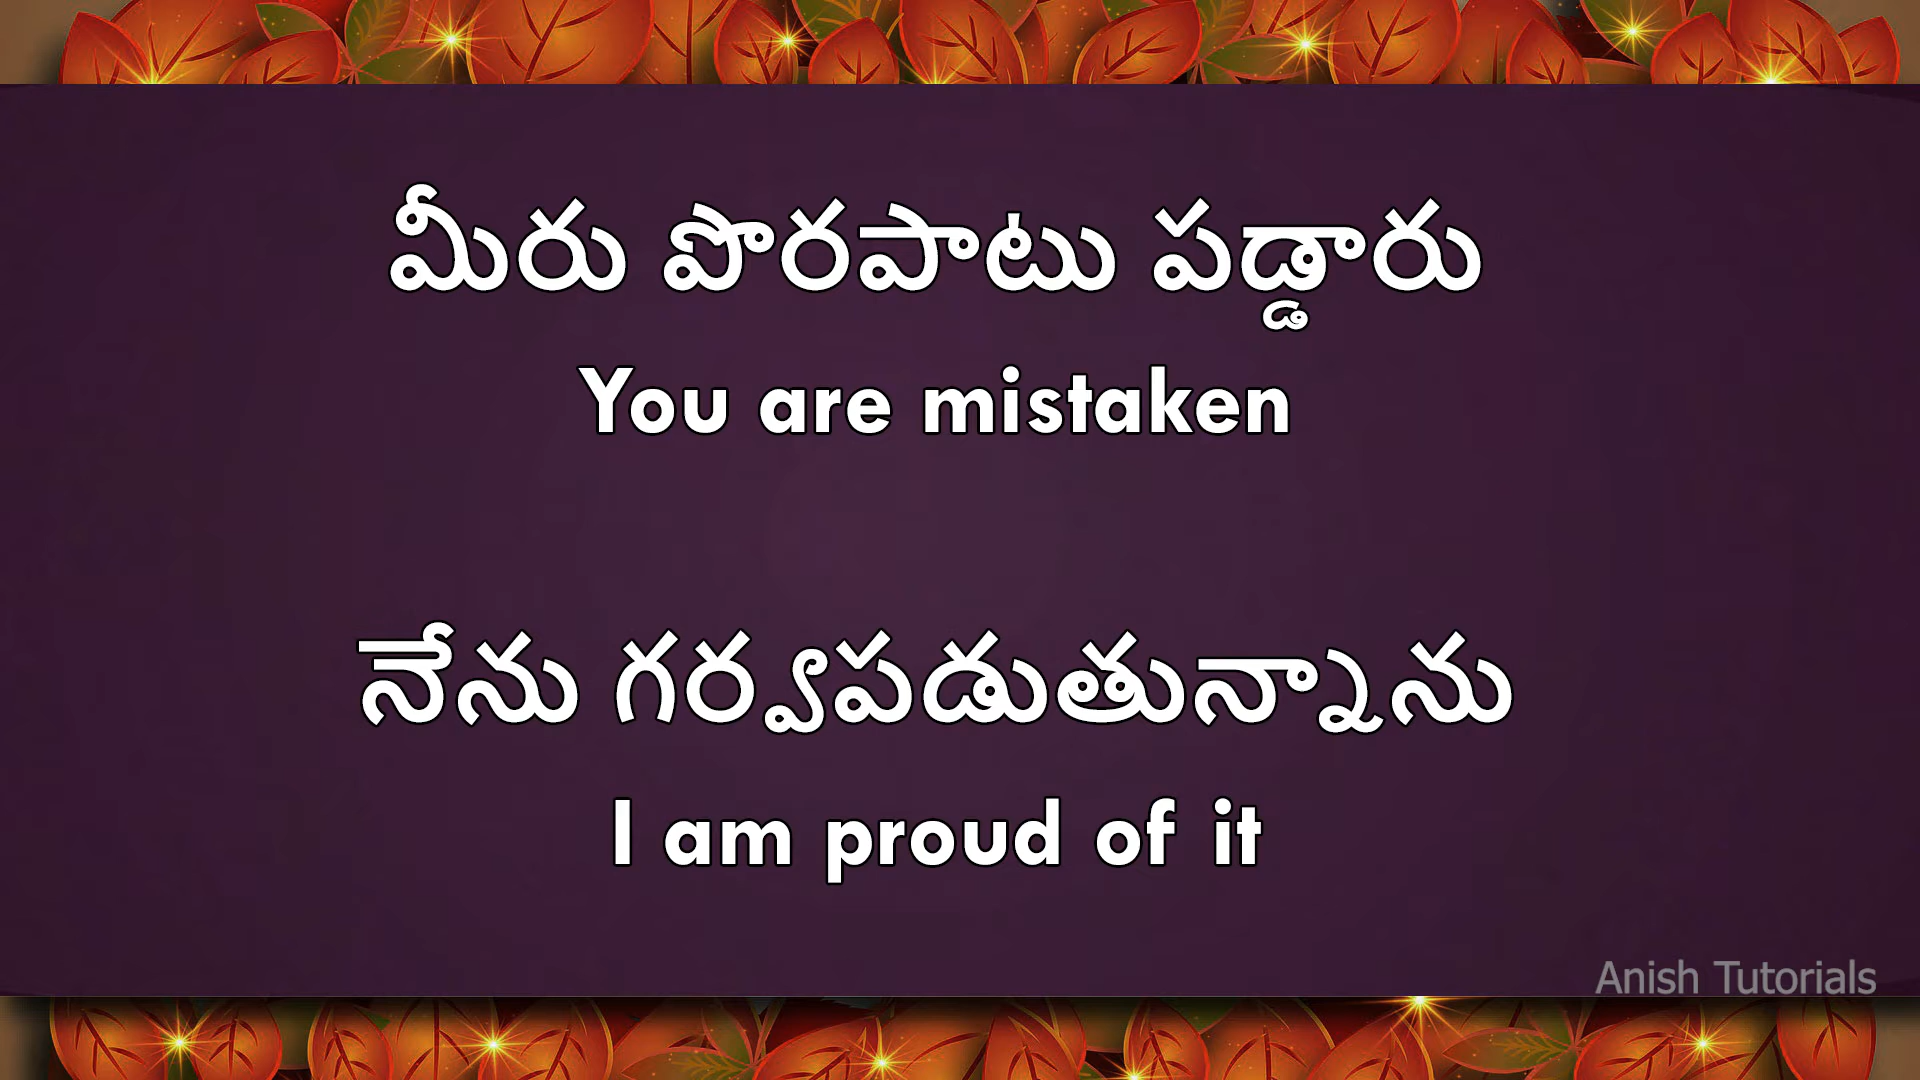 మీరు పొరపాటు పడ్డారు
You are mistaken
నేను గర్వపడుతున్నాను
I am proud of it
Anish Tutorials